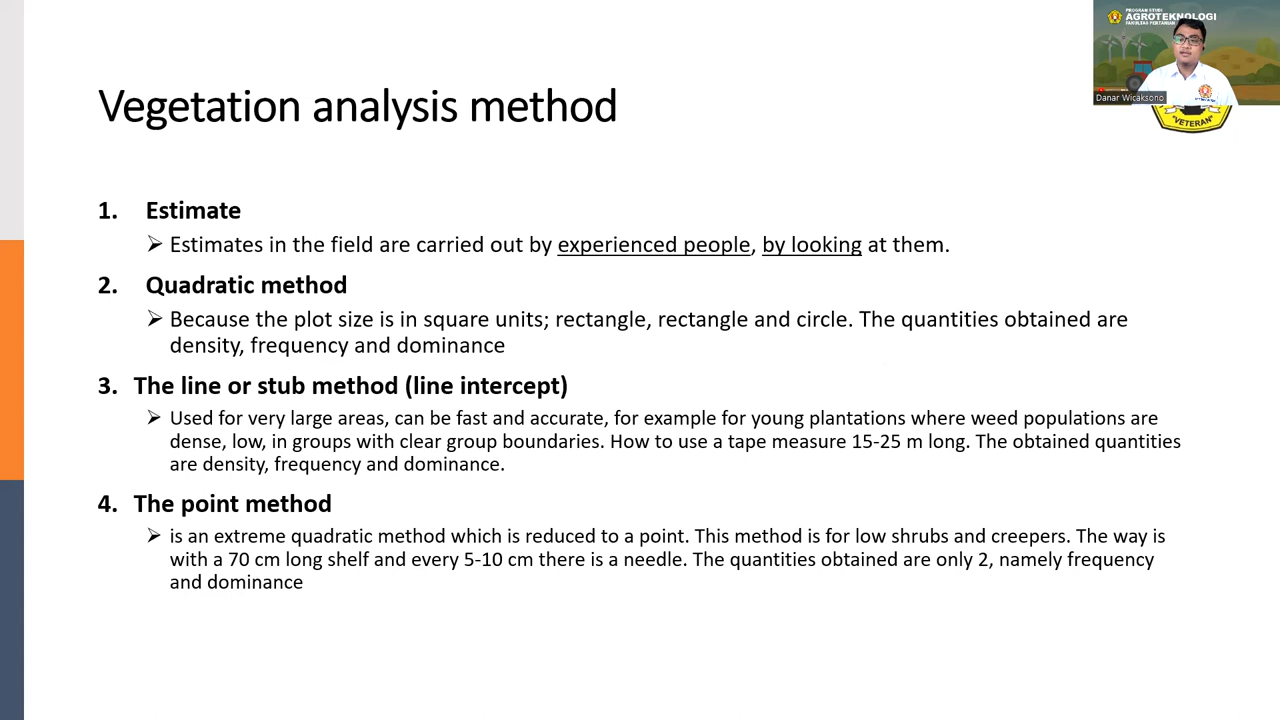 PROGRAM STUDI
AGROTEKNOLOGI
FAKULTAS PERTANIAN
Danar Wicaksono
"VETERAN"
Vegetation analysis method
1. Estimate
➢ Estimates in the field are carried out by experienced people, by looking at them.
2. Quadratic method
➢ Because the plot size is in square units; rectangle, rectangle and circle. The quantities obtained are
density, frequency and dominance
3. The line or stub method (line intercept)
➢ Used for very large areas, can be fast and accurate, for example for young plantations where weed populations are
dense, low, in groups with clear group boundaries. How to use a tape measure 15-25 m long. The obtained quantities
are density, frequency and dominance.
4. The point method
➢ is an extreme quadratic method which is reduced to a point. This method is for low shrubs and creepers. The way is
with a 70 cm long shelf and every 5-10 cm there is a needle. The quantities obtained are only 2, namely frequency
and dominance